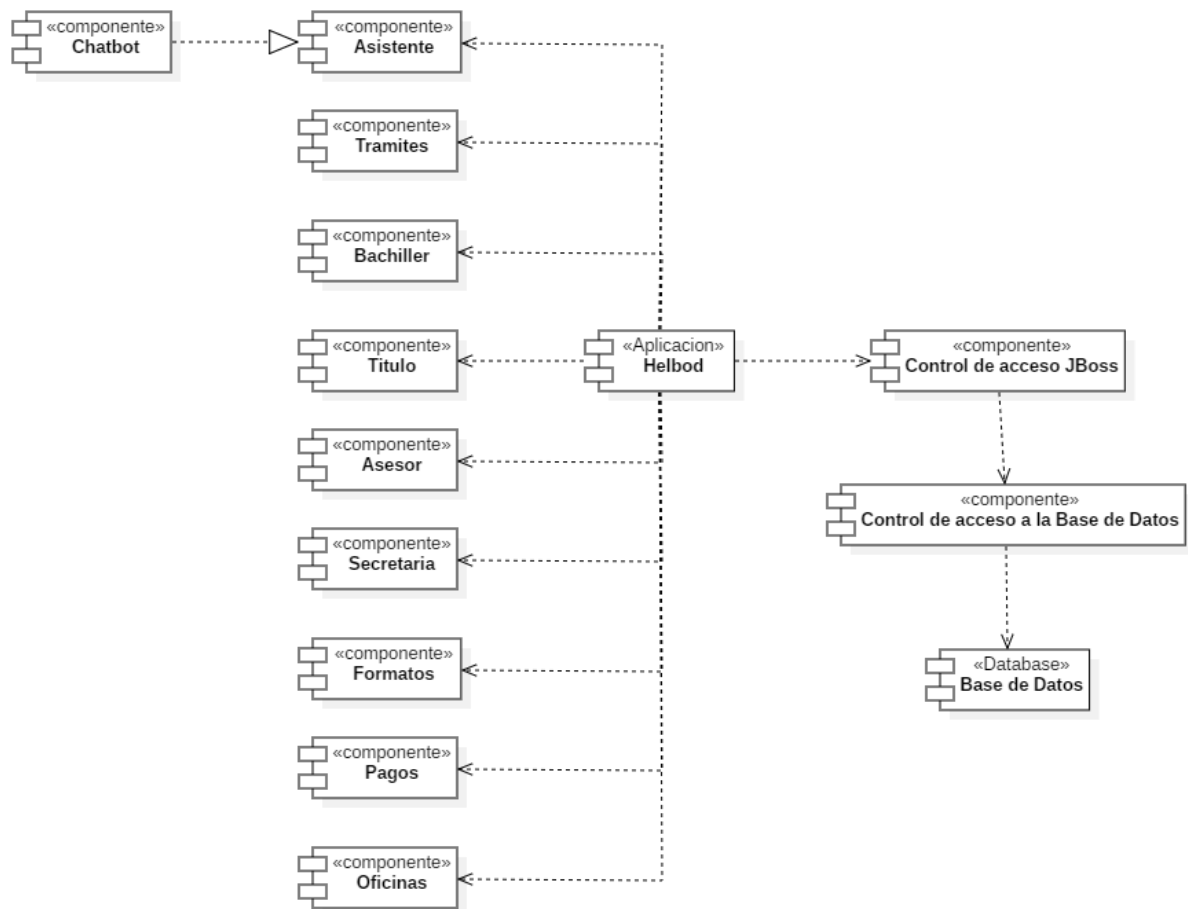 «componente»
Chatbot
«componente»
Asistente
«componente»
Tramites
«componente»
Bachiller
«componente»
Titulo
«Aplicacion»
Helbod
«componente»
Control de acceso JBoss
«componente»
Asesor
«componente»
Control de acceso a la Base de Datos
«componente»
Secretaria
«componente»
Formatos
«Database»
Base de Datos
«componente»
Pagos
«componente»
Oficinas